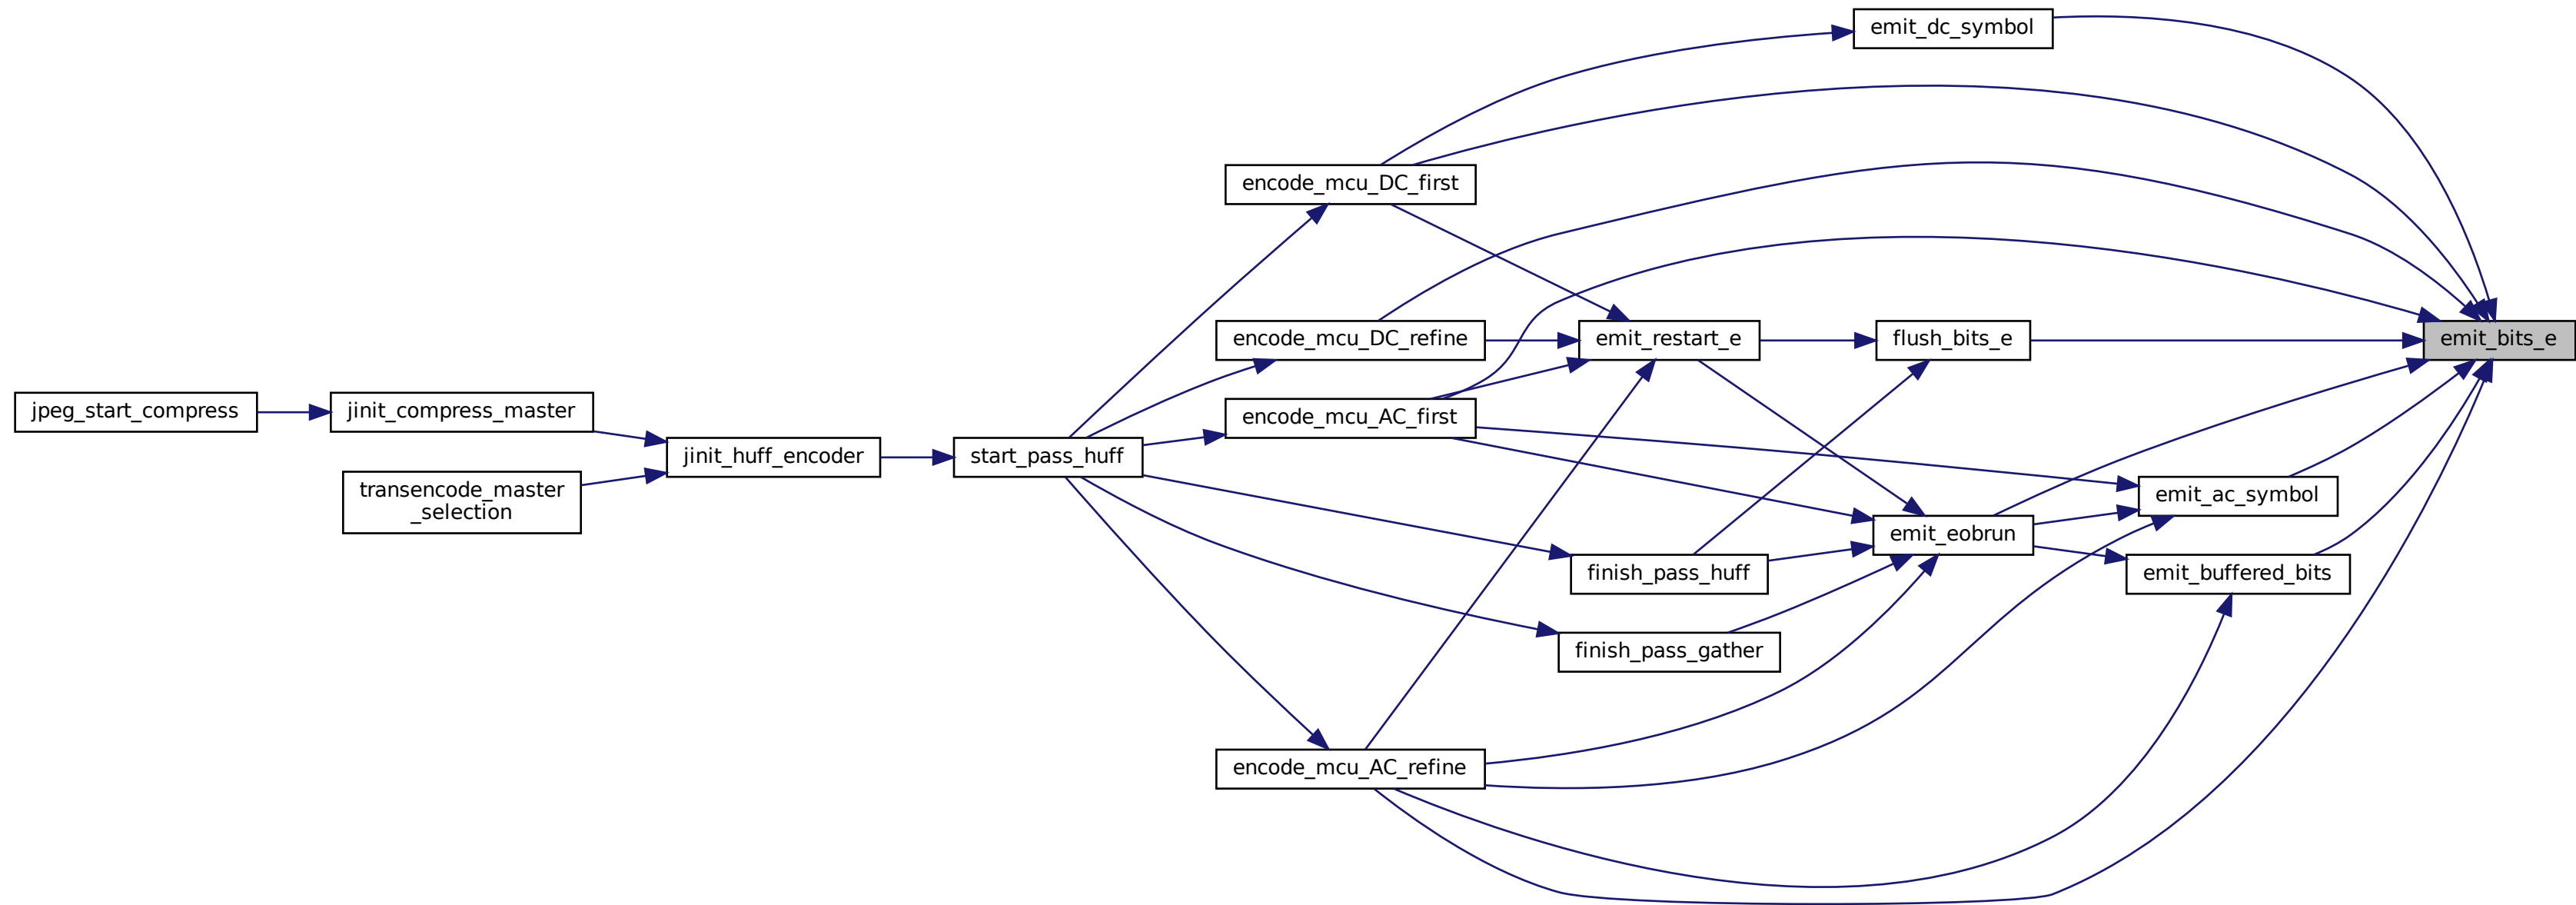 emit_dc_symbol
encode_mcu_DC_first
encode_mcu_DC_refine
emit_restart_e
flush_bits_e
emit_bits_e
jpeg_start_compress
jinit_compress_master
encode_mcu_AC_first
jinit_huff_encoder
start_pass_huff
transencode_master
_selection
emit_ac_symbol
emit_eobrun
finish_pass_huff
emit_buffered_bits
finish_pass_gather
encode_mcu_AC_refine